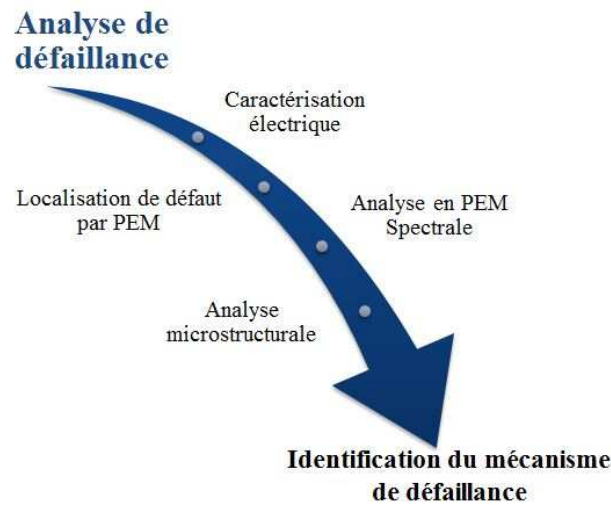 Analyse de
défaillance
Caractérisation
électrique
Localisation de défaut
par PEM
Analyse en PEM
Spectrale
Analyse
microstructurale
Identification du mécanisme
de défaillance